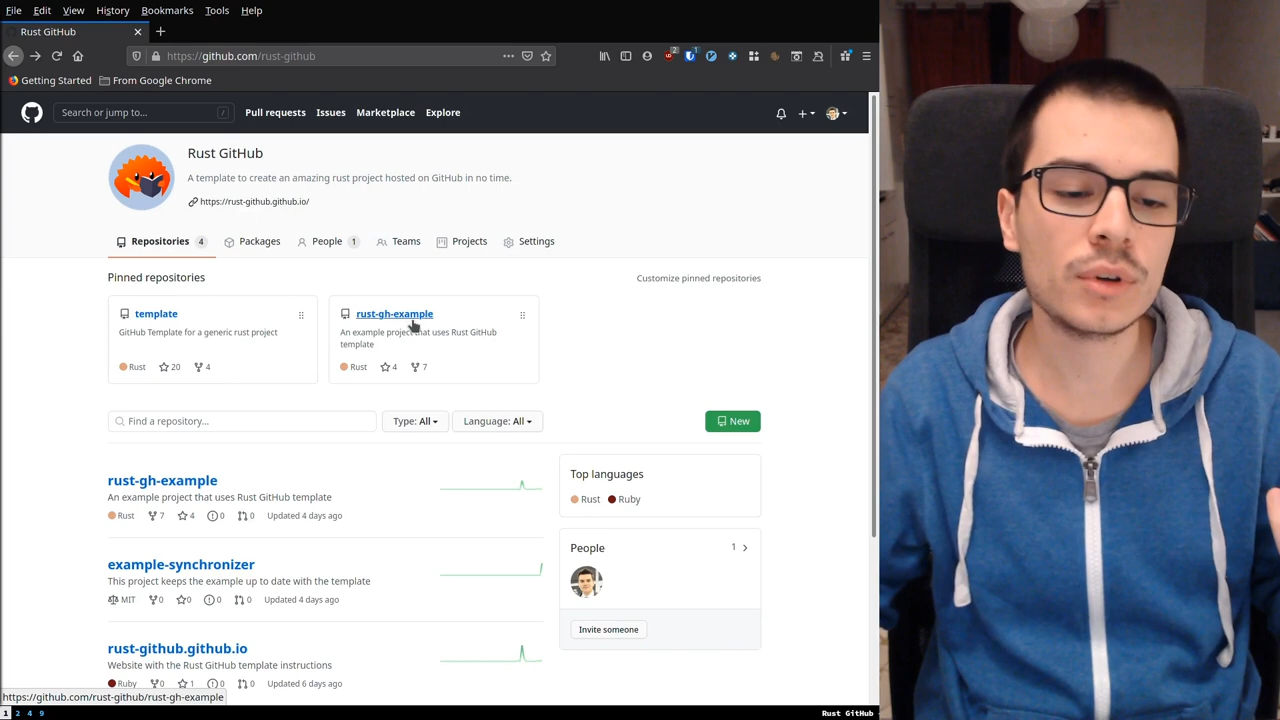 File Edit View History Bookmarks Tools Help
Rust GitHub
https://github.com/rust-github
2
1
Getting Started From Google Chrome
Search or jump to... /
Pull requests Issues Marketplace Explore
Rust GitHub
A template to create an amazing rust project hosted on GitHub in no time.
https://rust-github.github.io/
Repositories 4 Packages People 1 Teams Projects Settings
Pinned repositories
Customize pinned repositories
template
GitHub Template for a generic rust project
Rust 20 4
rust-gh-example
An example project that uses Rust GitHub
template
Rust 4 7
Find a repository...
Type: All
Language: All
New
rust-gh-example
An example project that uses Rust GitHub template
Rust 7 4 0 0 Updated 4 days ago
example-synchronizer
This project keeps the example up to date with the template
MIT 0 0 0 0 Updated 4 days ago
rust-github.github.io
Website with the Rust GitHub template instructions
Ruby 0 1 0 0 Updated 6 days ago
Top languages
Rust Ruby
People 1
Invite someone
https://github.com/rust-github/rust-gh-example
1 2 4 9
Rust GitHub